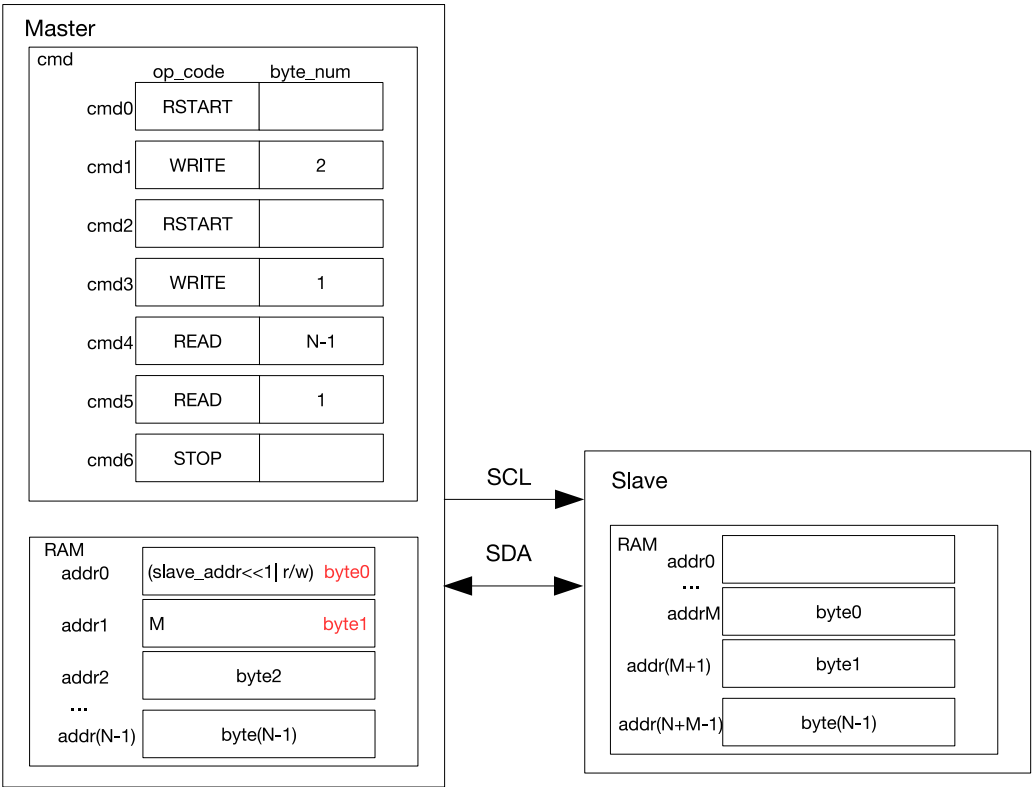 Master
cmd
op_code byte_num
cmd0 RSTART
cmd1 WRITE 2
cmd2 RSTART
cmd3 WRITE 1
cmd4 READ N-1
cmd5 READ 1
cmd6 STOP
SCL
SDA
RAM
addr0 (slave_addr<<1| r/w) byte0
addr1 M byte1
addr2 byte2
...
addr(N-1) byte(N-1)
Slave
RAM
addr0
...
addrM byte0
addr(M+1) byte1
addr(N+M-1) byte(N-1)